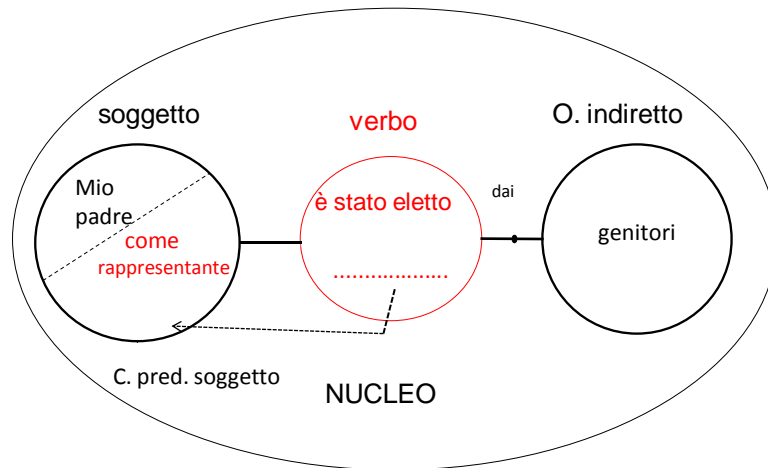 soggetto
verbo
O. indiretto
Mio
padre
come
rappresentante
è stato eletto
..................
dai
genitori
C. pred. soggetto
NUCLEO